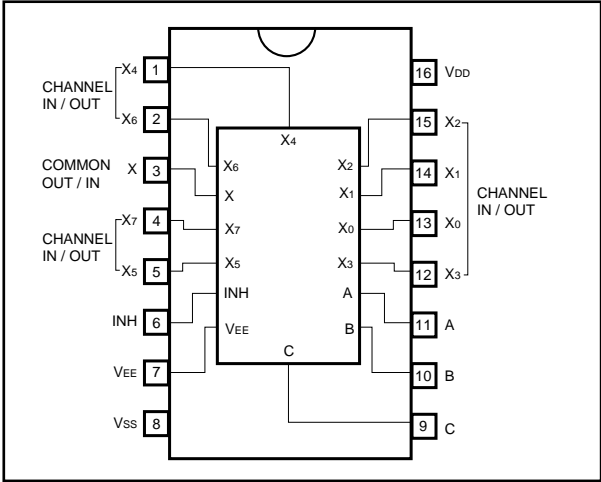 X4 1
CHANNEL
IN / OUT
X6 2
COMMON
OUT / IN
X 3
X7 4
CHANNEL
IN / OUT
X5 5
INH 6
VEE 7
VSS 8
X4
X6
X
X7
X5
INH
VEE
C
X2
X1
X0
X3
A
B
16 VDD
15 X2
14 X1
CHANNEL
IN / OUT
13 X0
12 X3
11 A
10 B
9 C